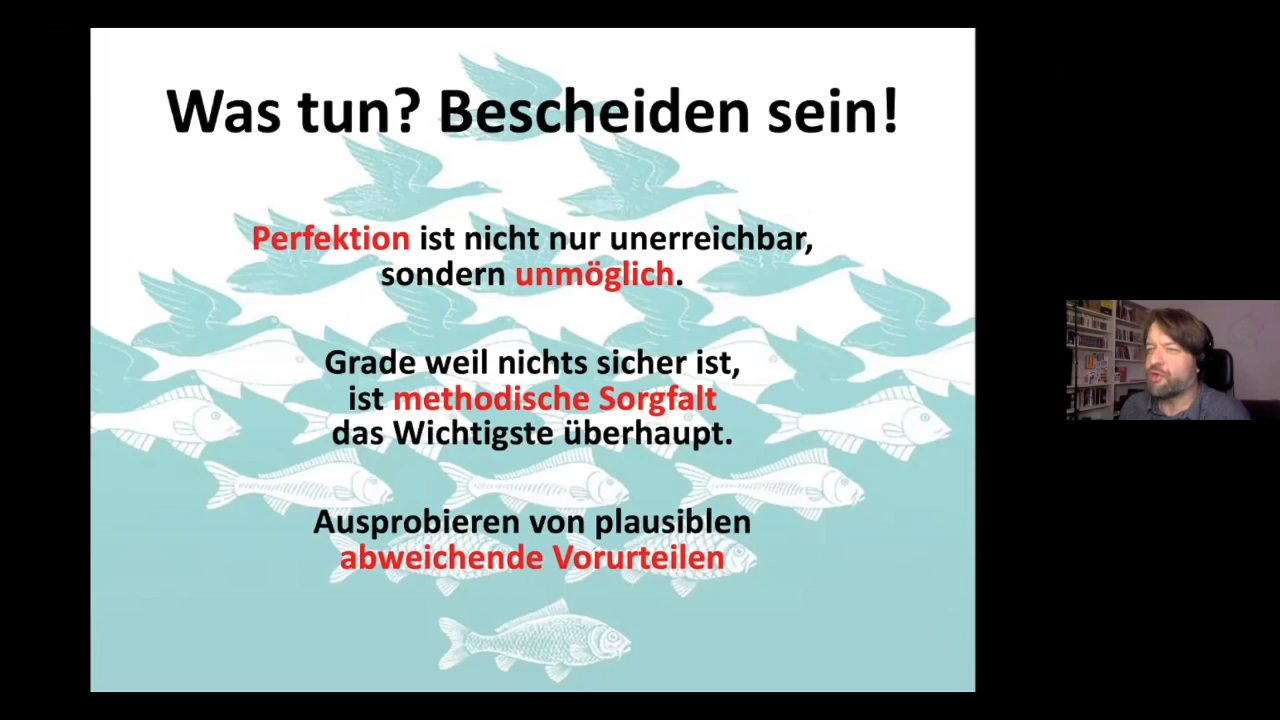 Was tun? Bescheiden sein!
Perfektion ist nicht nur unerreichbar,
sondern unmöglich.
Grade weil nichts sicher ist,
ist methodische Sorgfalt
das Wichtigste überhaupt.
Ausprobieren von plausiblen
abweichende Vorurteilen